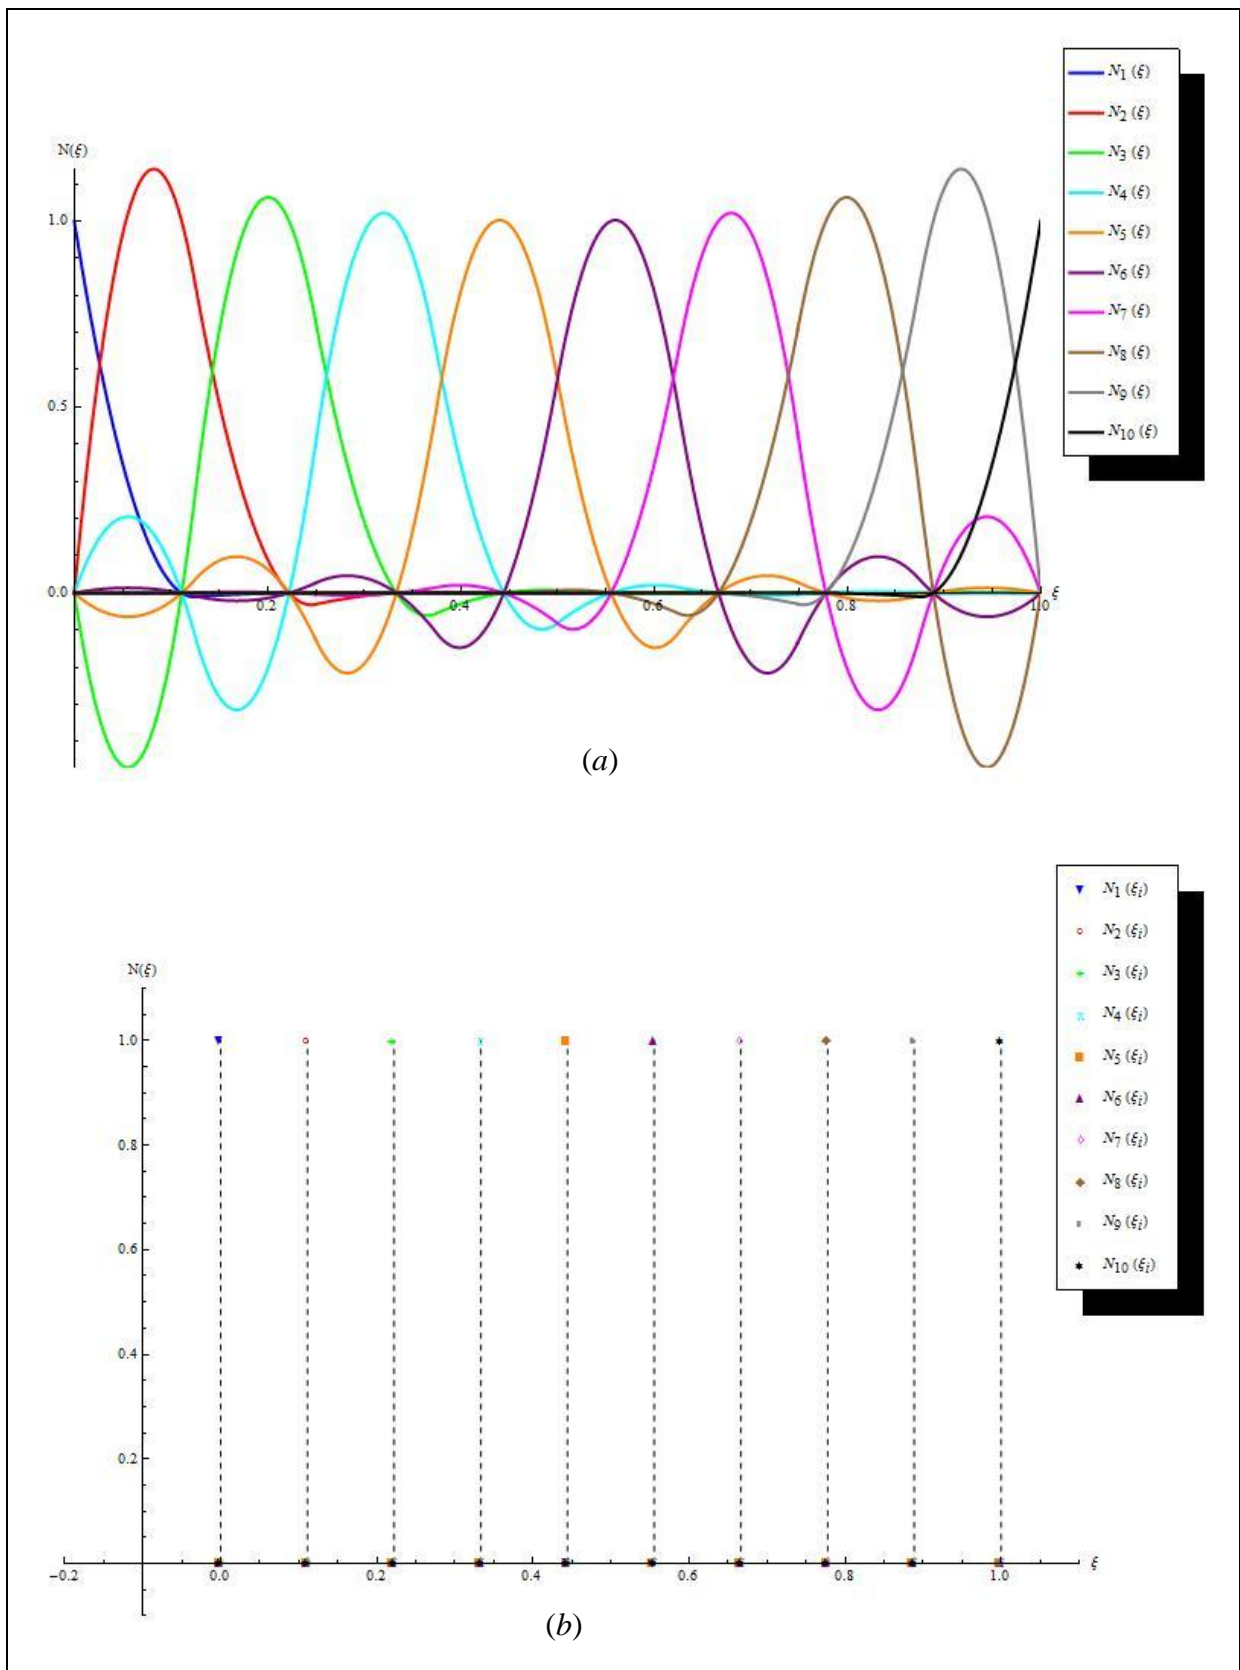 N₁ (ξ)
N₂ (ξ)
N₃ (ξ)
N₄ (ξ)
N₅ (ξ)
N₆ (ξ)
N₇ (ξ)
N₈ (ξ)
N₉ (ξ)
N₁₀ (ξ)
N(ξ)
1.0
0.5
0.0
0.2 0.4 0.6 0.8 1.0 ξ
(a)
N₁ (ξᵢ)
N₂ (ξᵢ)
N₃ (ξᵢ)
N₄ (ξᵢ)
N₅ (ξᵢ)
N₆ (ξᵢ)
N₇ (ξᵢ)
N₈ (ξᵢ)
N₉ (ξᵢ)
N₁₀ (ξᵢ)
N(ξ)
1.0
0.8
0.6
0.4
0.2
−0.2 0.0 0.2 0.4 0.6 0.8 1.0 ξ
(b)